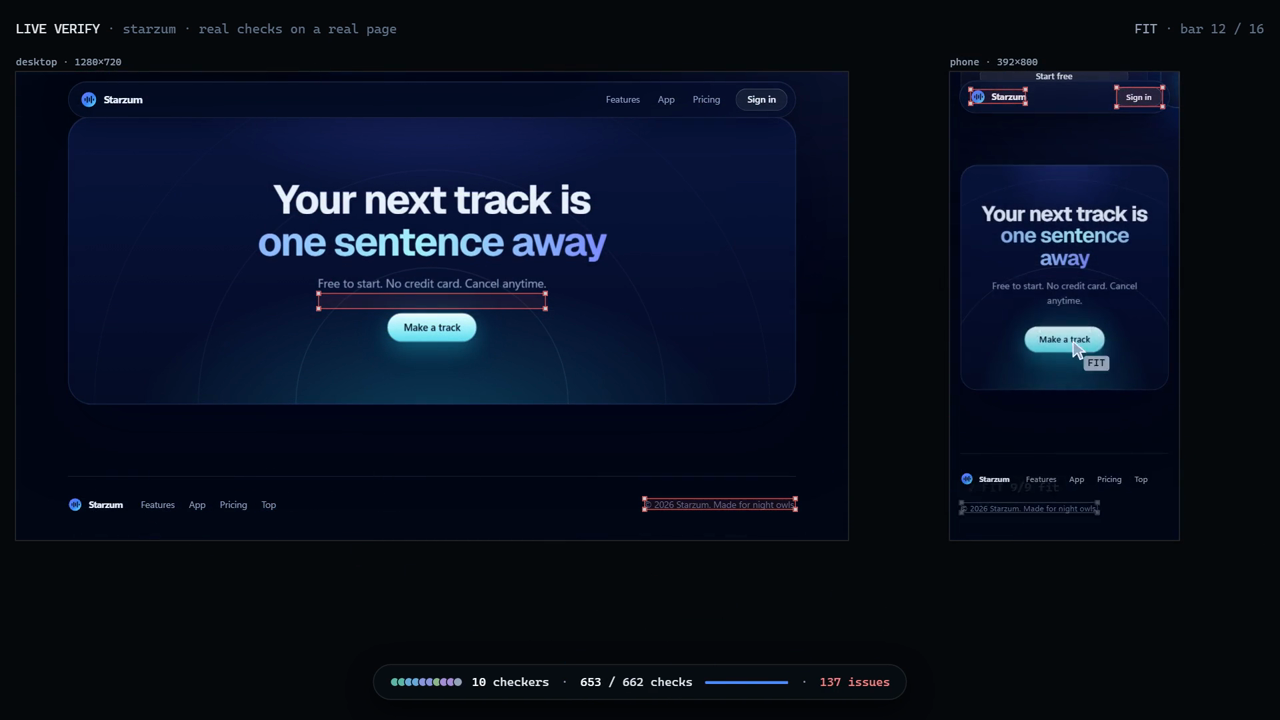 LIVE VERIFY · starzum · real checks on a real page
FIT · bar 12 / 16
desktop · 1280×720
phone · 392×800
Starzum
Features App Pricing Sign in
Your next track is
one sentence away
Free to start. No credit card. Cancel anytime.
Make a track
Starzum Features App Pricing Top
© 2026 Starzum. Made for night owls.
Start free
Starzum Sign in
Your next track is
one sentence
away
Free to start. No credit card. Cancel
anytime.
Make a track
FIT
Starzum Features App Pricing Top
9/9 fit
© 2026 Starzum. Made for night owls.
10 checkers · 653 / 662 checks · 137 issues